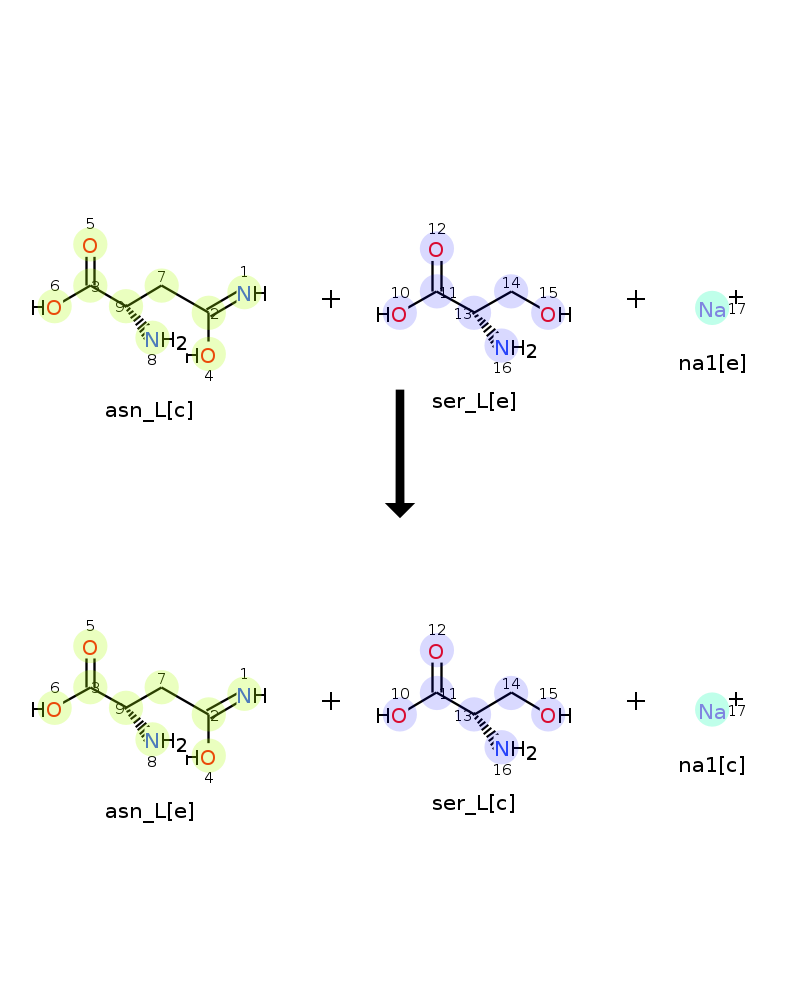 5
O
6
3
7
1
HO
9
2
NH
NH2
8
HO
4
asn_L[c]
+
12
O
10
11
14
15
HO
13
OH
NH2
16
ser_L[e]
+
Na+
17
na1[e]
5
O
6
3
7
1
HO
9
2
NH
NH2
8
HO
4
asn_L[e]
+
12
O
10
11
14
15
HO
13
OH
NH2
16
ser_L[c]
+
Na+
17
na1[c]